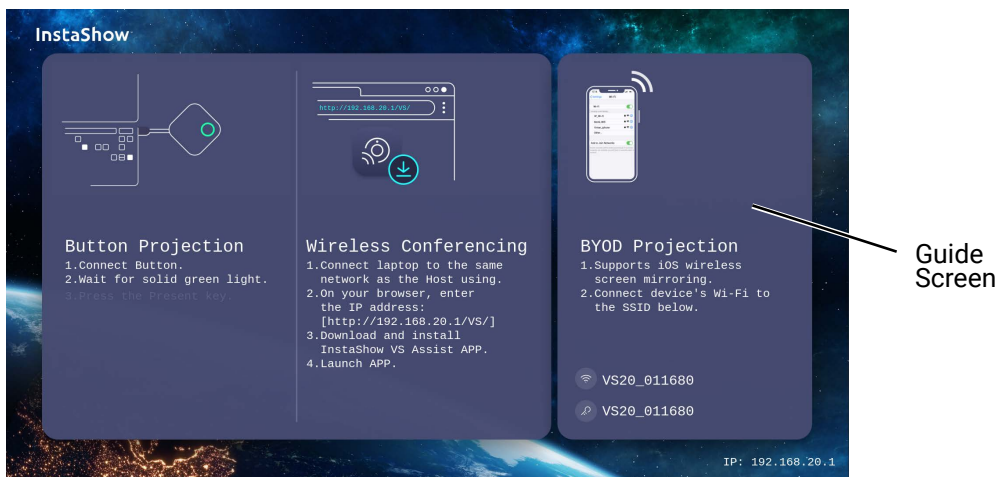 InstaShow
http://192.168.20.1/VS/
Button Projection
1.Connect Button.
2.Wait for solid green light.
3.Press the Present key.
Wireless Conferencing
1.Connect laptop to the same
network as the Host using.
2.On your browser, enter
the IP address:
[http://192.168.20.1/VS/]
3.Download and install
InstaShow VS Assist APP.
4.Launch APP.
BYOD Projection
1.Supports iOS wireless
screen mirroring.
2.Connect device's Wi-Fi to
the SSID below.
VS20_011680
VS20_011680
IP: 192.168.20.1
Guide
Screen